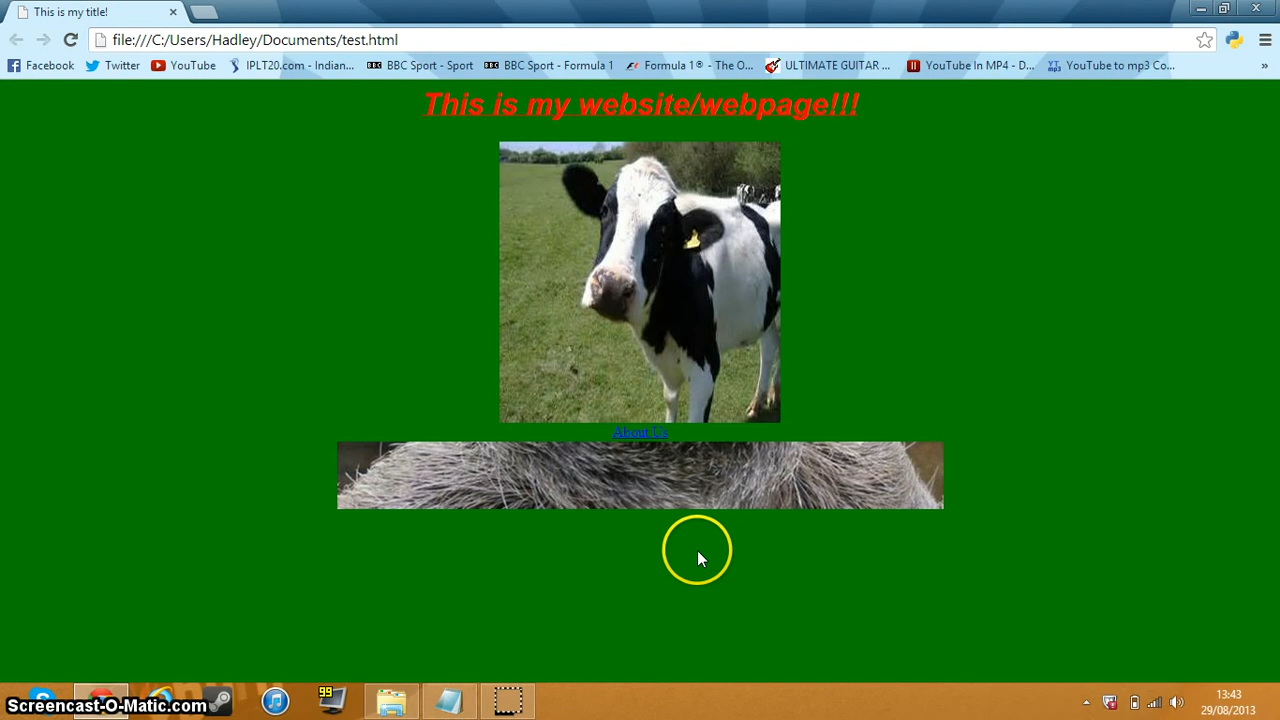 This is my title!
file:///C:/Users/Hadley/Documents/test.html
Facebook Twitter YouTube IPLT20.com - Indian... BBC Sport - Sport BBC Sport - Formula 1 Formula 1® - The O... ULTIMATE GUITAR ... YouTube In MP4 - D... YouTube to mp3 Co... »
This is my website/webpage!!!
About Us
99
13:43
Screencast-O-Matic.com
29/08/2013